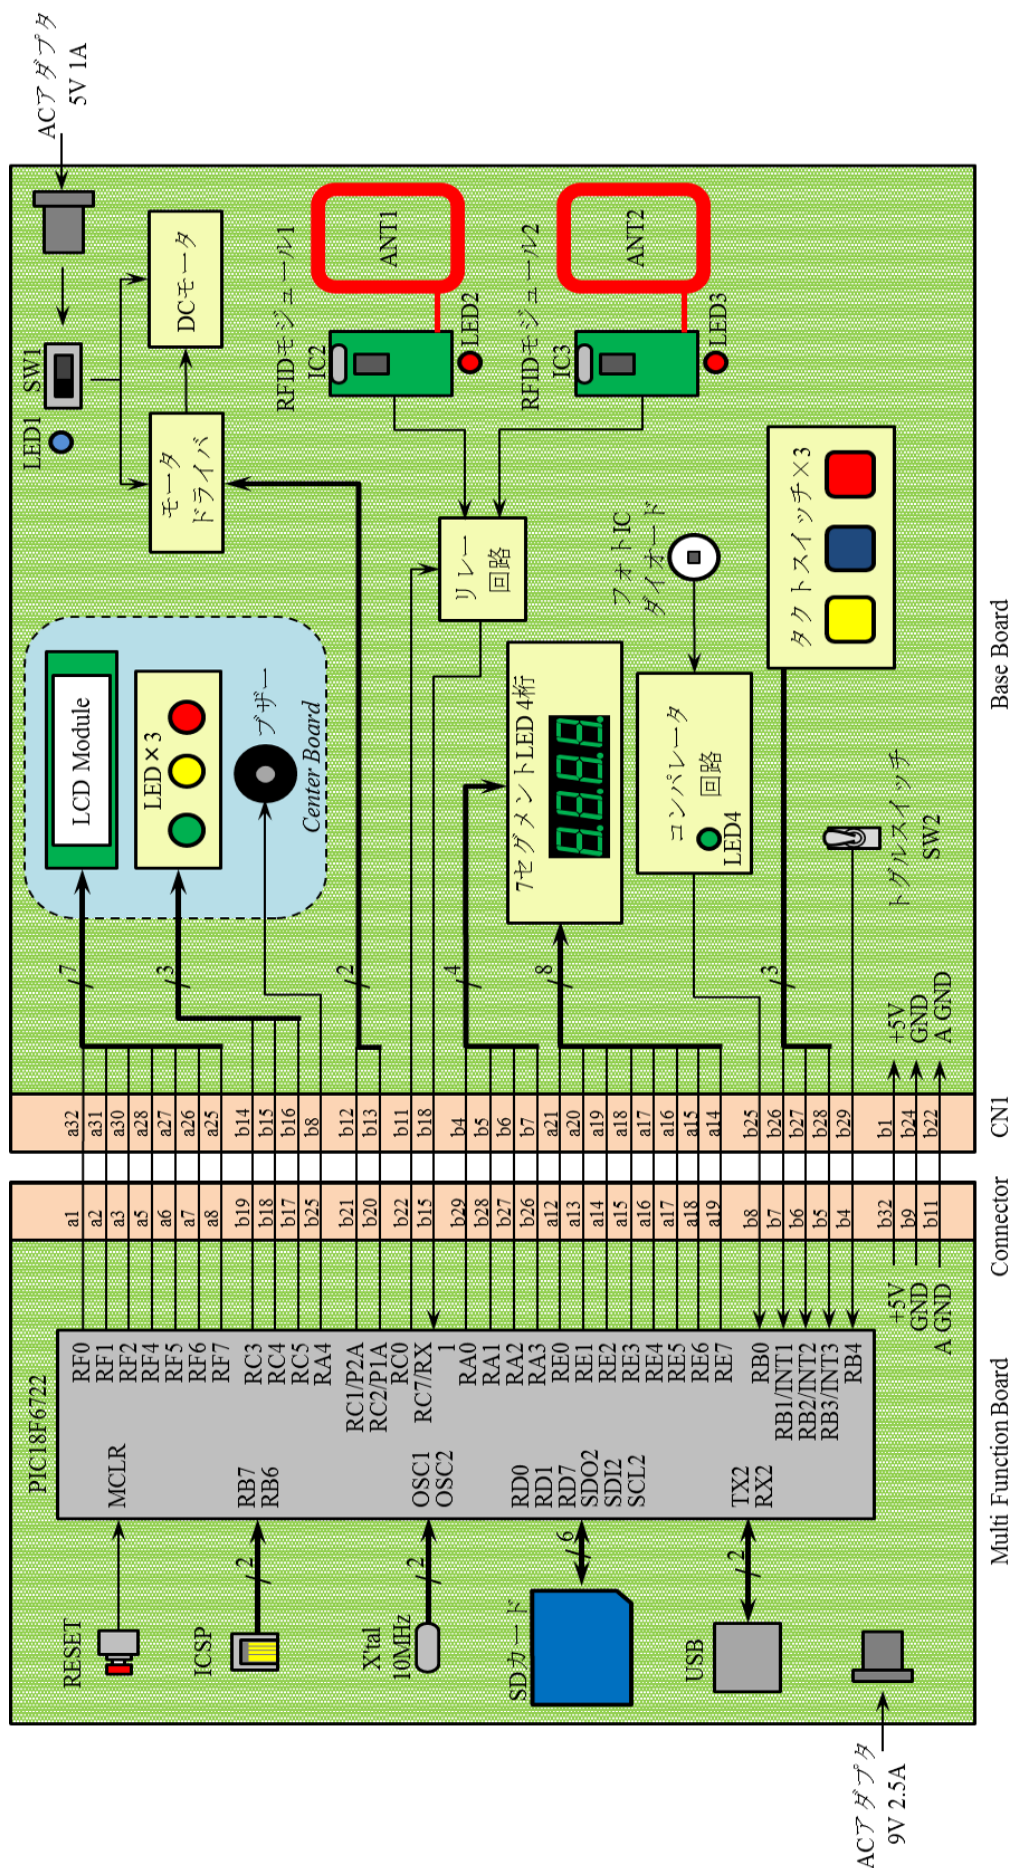 ACアダプタ
5V 1A
LED1
SW1
モータ
ドライバ
DCモータ
RFIDモジュール1
IC2
ANT1
LED2
RFIDモジュール2
IC3
ANT2
LED3
リレー
回路
フォトIC
ダイオード
タクトスイッチ×3
LCD Module
LED×3
ブザー
Center Board
7セグメントLED 4桁
8.8.8.8.
コンパレータ
回路
LED4
トグルスイッチ
SW2
7
3
2
4
8
3
+5V
GND
A GND
Base Board
a32
a31
a30
a28
a27
a26
a25
b14
b15
b16
b8
b12
b13
b11
b18
b4
b5
b6
b7
a21
a20
a19
a18
a17
a16
a15
a14
b25
b26
b27
b28
b29
b1
b24
b22
CN1
a1
a2
a3
a5
a6
a7
a8
b19
b18
b17
b25
b21
b20
b22
b15
b29
b28
b27
b26
a12
a13
a14
a15
a16
a17
a18
a19
b8
b7
b6
b5
b4
b32
b9
b11
Connector
+5V
GND
A GND
PIC18F6722
RF0
RF1
RF2
RF4
RF5
RF6
RF7
RC3
RC4
RC5
RA4
RC1/P2A
RC2/P1A
RC0
RC7/RX
1
RA0
RA1
RA2
RA3
RE0
RE1
RE2
RE3
RE4
RE5
RE6
RE7
RB0
RB1/INT1
RB2/INT2
RB3/INT3
RB4
MCLR
RB7
RB6
OSC1
OSC2
RD0
RD1
RD7
SDO2
SDI2
SCL2
TX2
RX2
2
2
6
2
RESET
ICSP
X'tal
10MHz
SDカード
USB
Multi Function Board
ACアダプタ
9V 2.5A